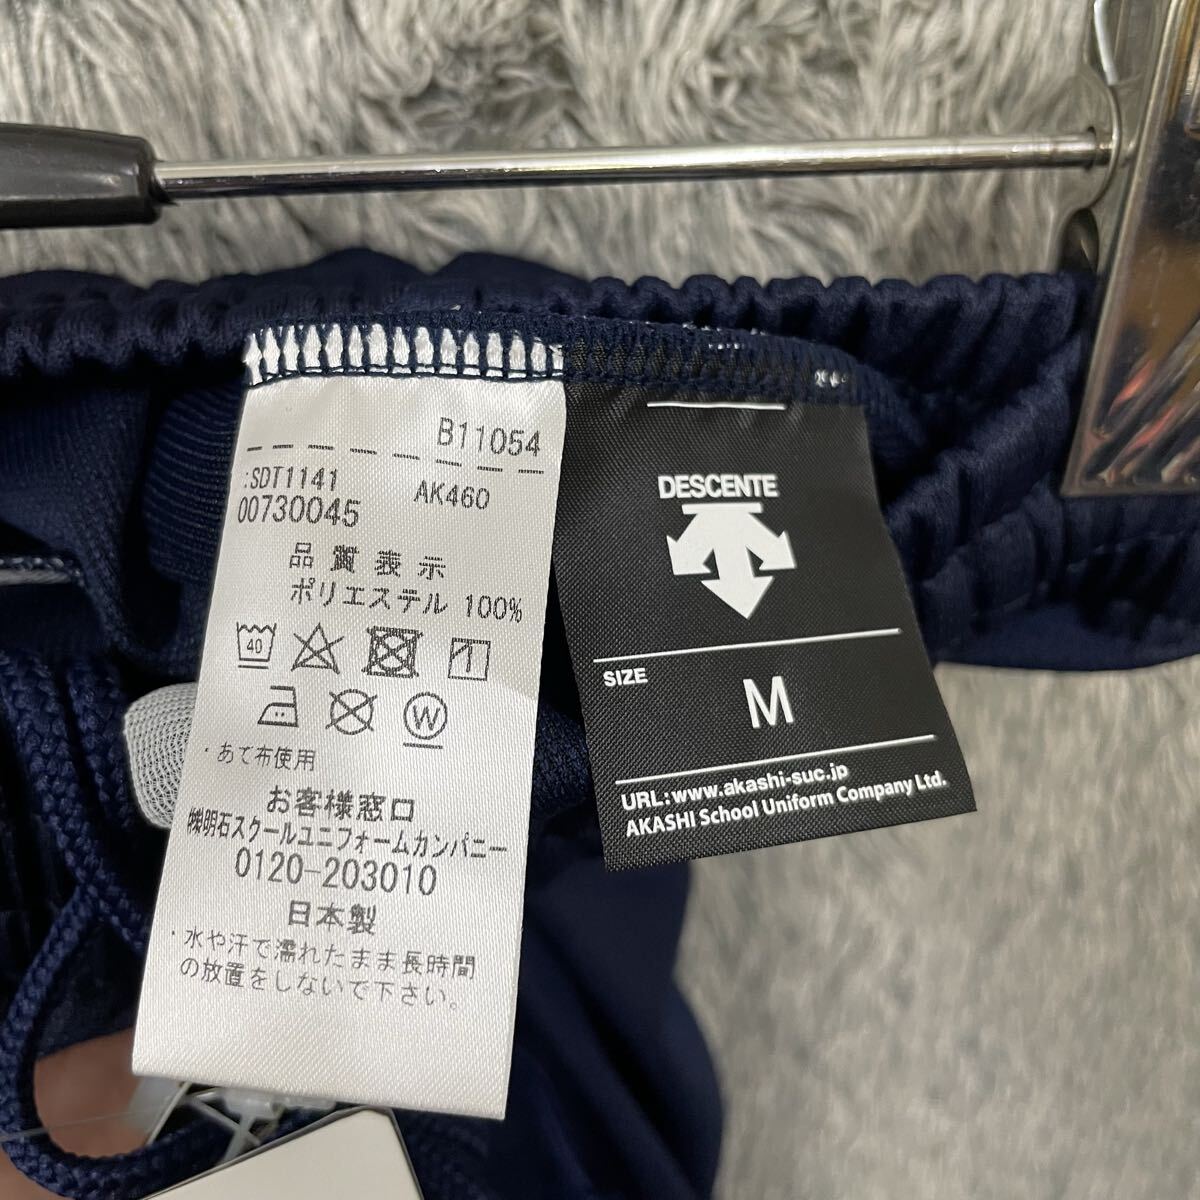 B11054
:SDT1141
AK460
00730045
品質表示
ポリエステル 100%
40
W
・あて布使用
お客様窓口
㈱明石スクールユニフォームカンパニー
0120-203010
日本製
・水や汗で濡れたまま長時間
の放置をしないで下さい。
DESCENTE
SIZE
M
URL:www.akashi-suc.jp
AKASHI School Uniform Company Ltd.